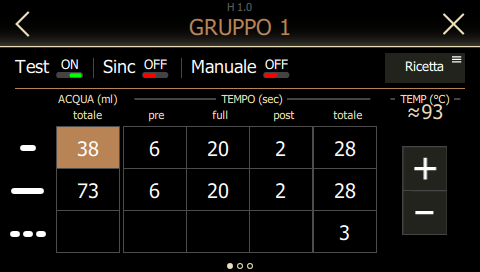 H 1.0
GRUPPO 1
Test ON Sinc OFF Manuale OFF Ricetta
ACQUA (ml) TEMPO (sec) TEMP (°C)
totale pre full post totale ≈93
38 6 20 2 28
73 6 20 2 28
3